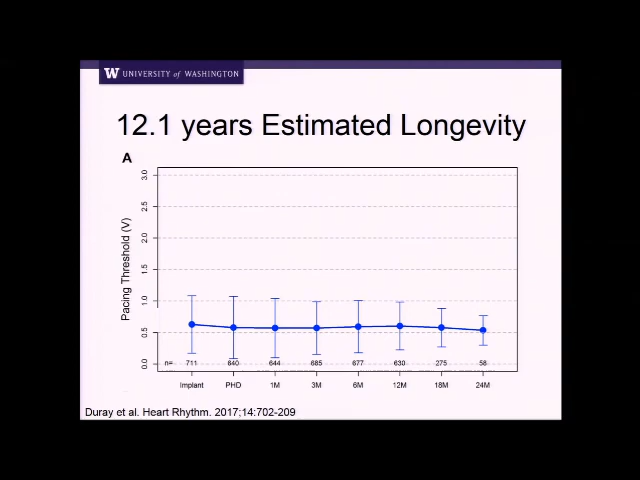 W UNIVERSITY of WASHINGTON
12.1 years Estimated Longevity
A
Pacing Threshold (V)
3.0
2.5
2.0
1.5
1.0
0.5
0.0
n= 711 640 644 685 677 630 275 58
Implant PHD 1M 3M 6M 12M 18M 24M
Duray et al. Heart Rhythm. 2017;14:702-209